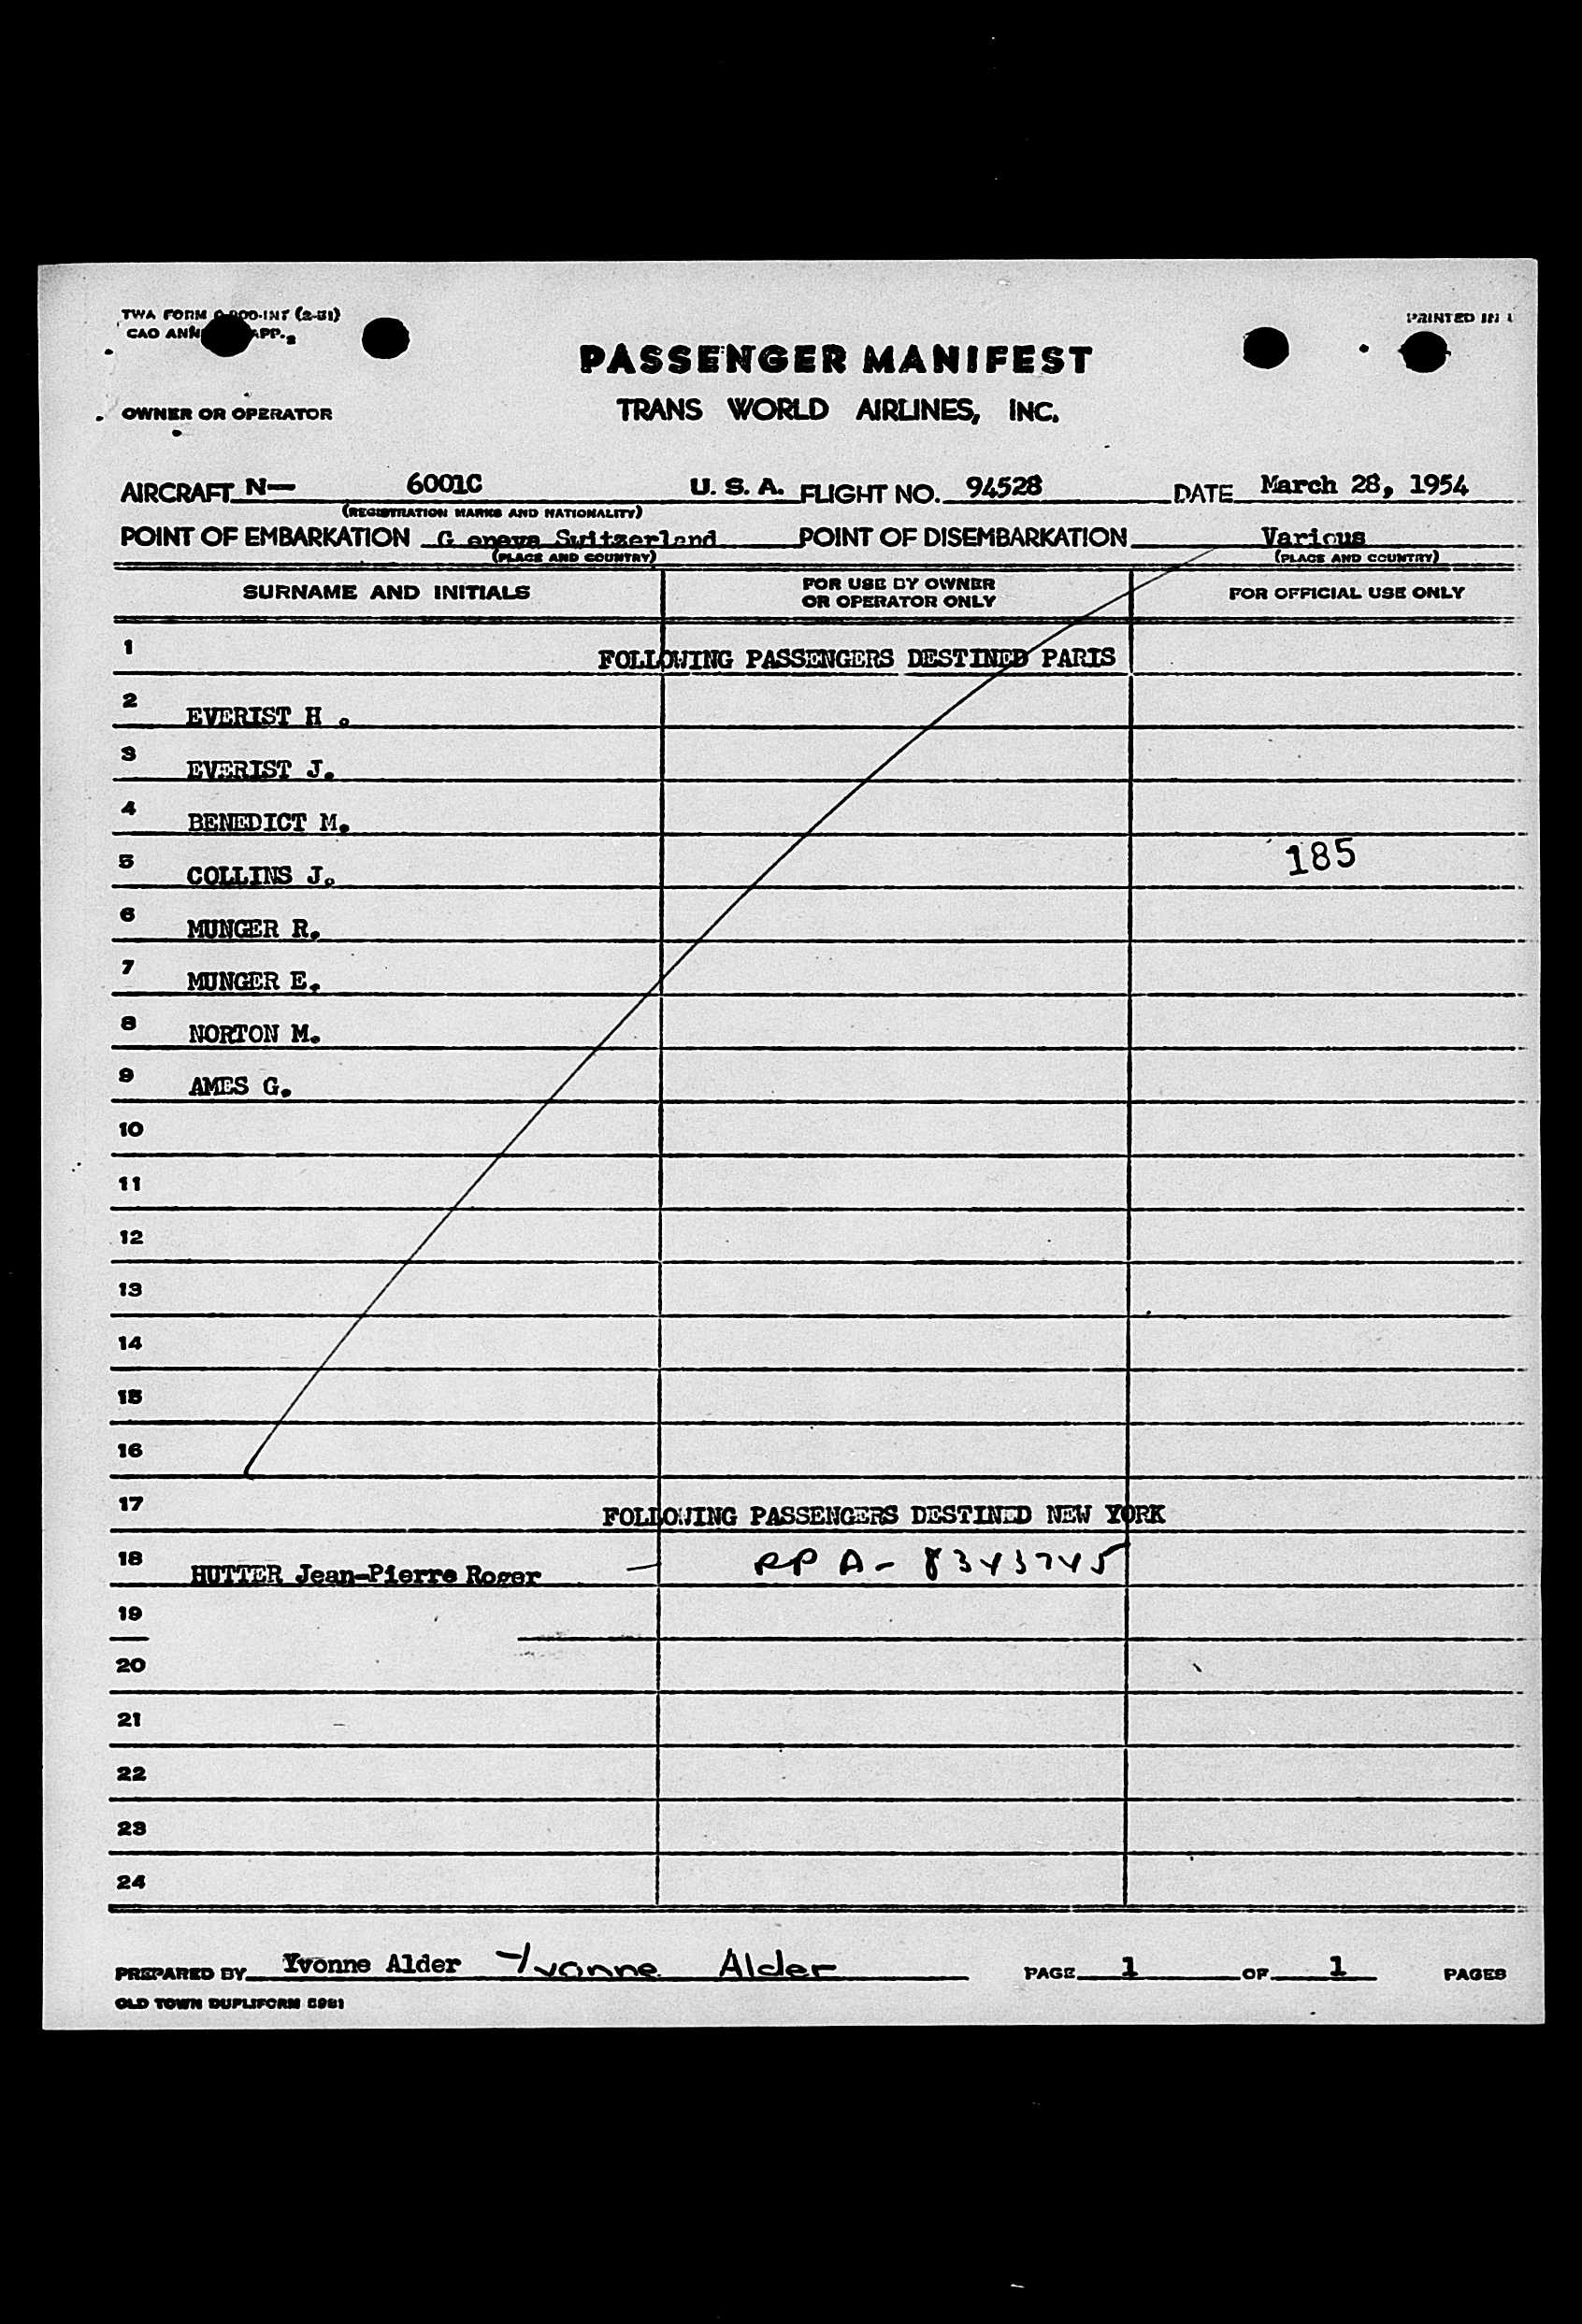 TWA FORM (2-51)
PRINTED IN
CAO APP.
PASSENGER MANIFEST
OWNER OR OPERATOR TRANS WORLD AIRLINES, INC.
AIRCRAFT N— 6001C U. S. A. FLIGHT NO. 94528 DATE March 28, 1954
(REGISTRATION MARKS AND NATIONALITY)
POINT OF EMBARKATION G eneva Switzerland POINT OF DISEMBARKATION Various
(PLACE AND COUNTRY) (PLACE AND COUNTRY)
SURNAME AND INITIALS FOR USE BY OWNER OR OPERATOR ONLY FOR OFFICIAL USE ONLY
1 FOLLOWING PASSENGERS DESTINED PARIS
2 EVERIST H .
3 EVERIST J.
4 BENEDICT M.
5 COLLINS J. 185
6 MUNGER R.
7 MUNGER E.
8 NORTON M.
9 AMES G.
10
11
12
13
14
15
16
17 FOLLOWING PASSENGERS DESTINED NEW YORK
18 HUTTER Jean-Pierre Roger — RP A- 8343745
19
20
21
22
23
24
PREPARED BY Yvonne Alder Yvonne Alder PAGE 1 OF 1 PAGES
OLD TOWN DUPLIFORM 5981